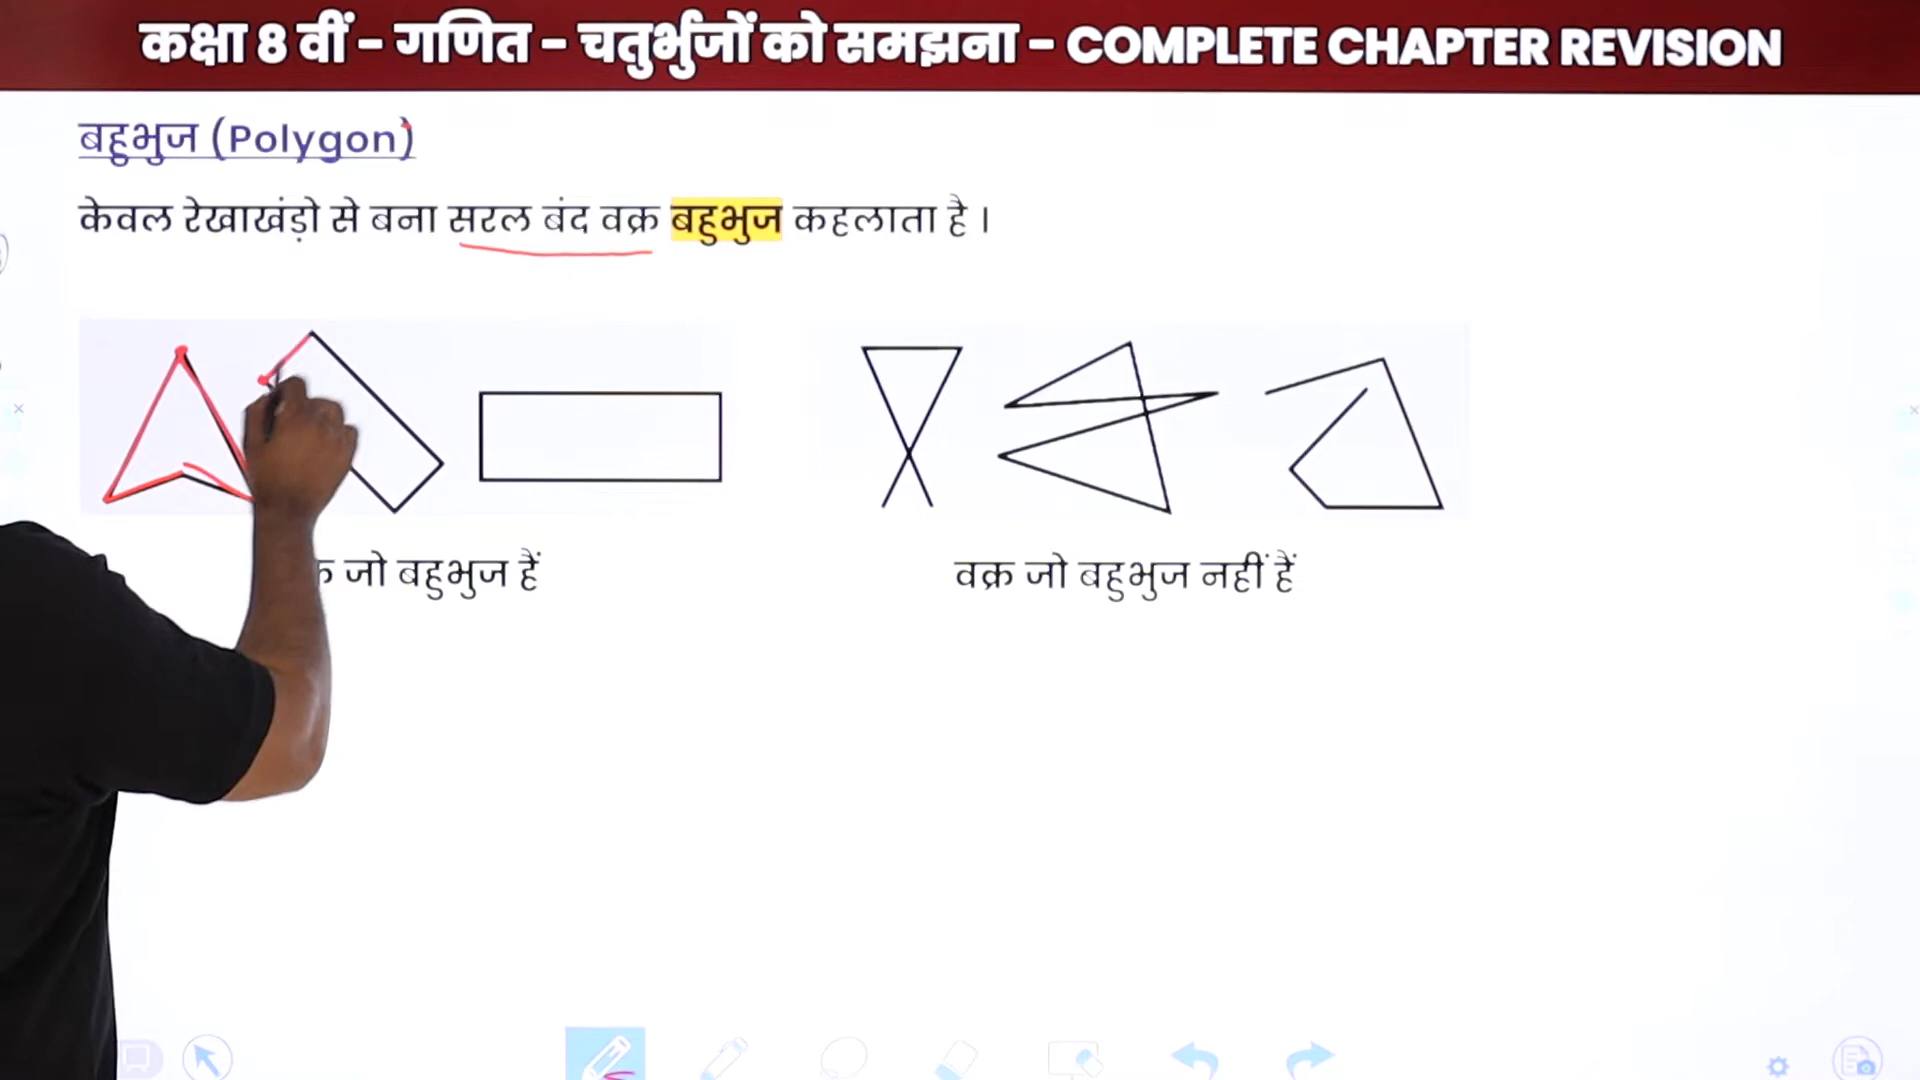 कक्षा 8 वीं - गणित - चतुर्भुजों को समझना - COMPLETE CHAPTER REVISION
बहुभुज (Polygon)
केवल रेखाखंड़ो से बना सरल बंद वक्र बहुभुज कहलाता है ।
जो बहुभुज हैं
वक्र जो बहुभुज नहीं हैं